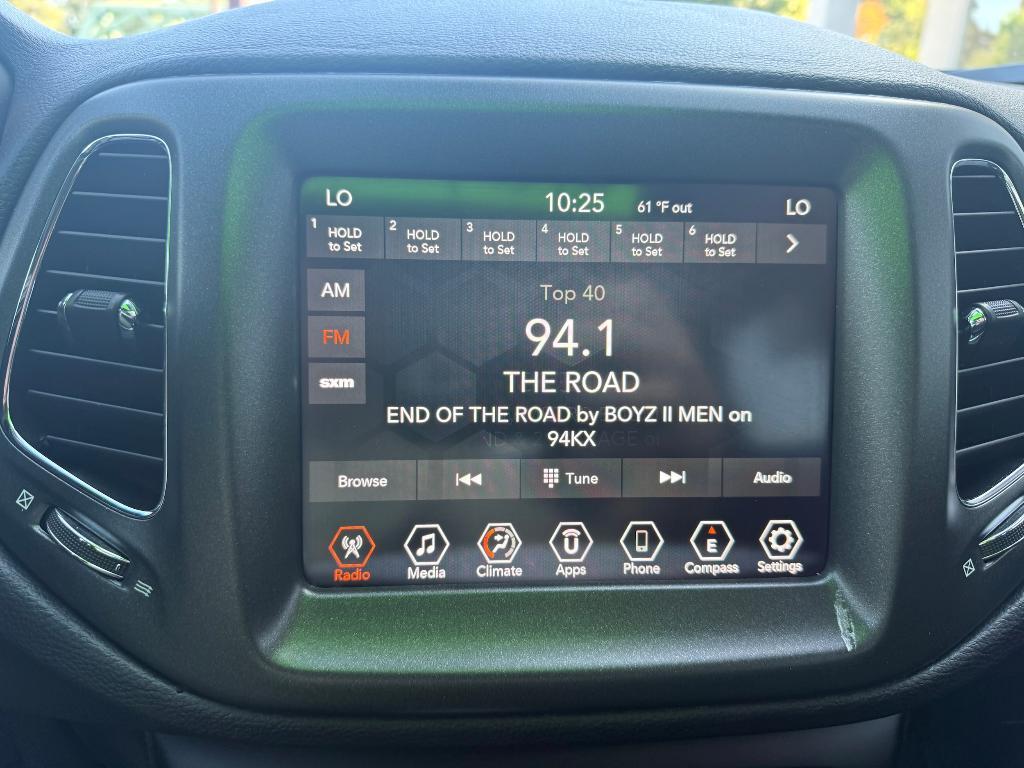 LO 10:25 61 °F out LO
1 HOLD to Set 2 HOLD to Set 3 HOLD to Set 4 HOLD to Set 5 HOLD to Set 6 HOLD to Set
AM
Top 40
FM
94.1
sxm
THE ROAD
END OF THE ROAD by BOYZ II MEN on
94KX
Browse Tune Audio
E
Radio Media Climate Apps Phone Compass Settings